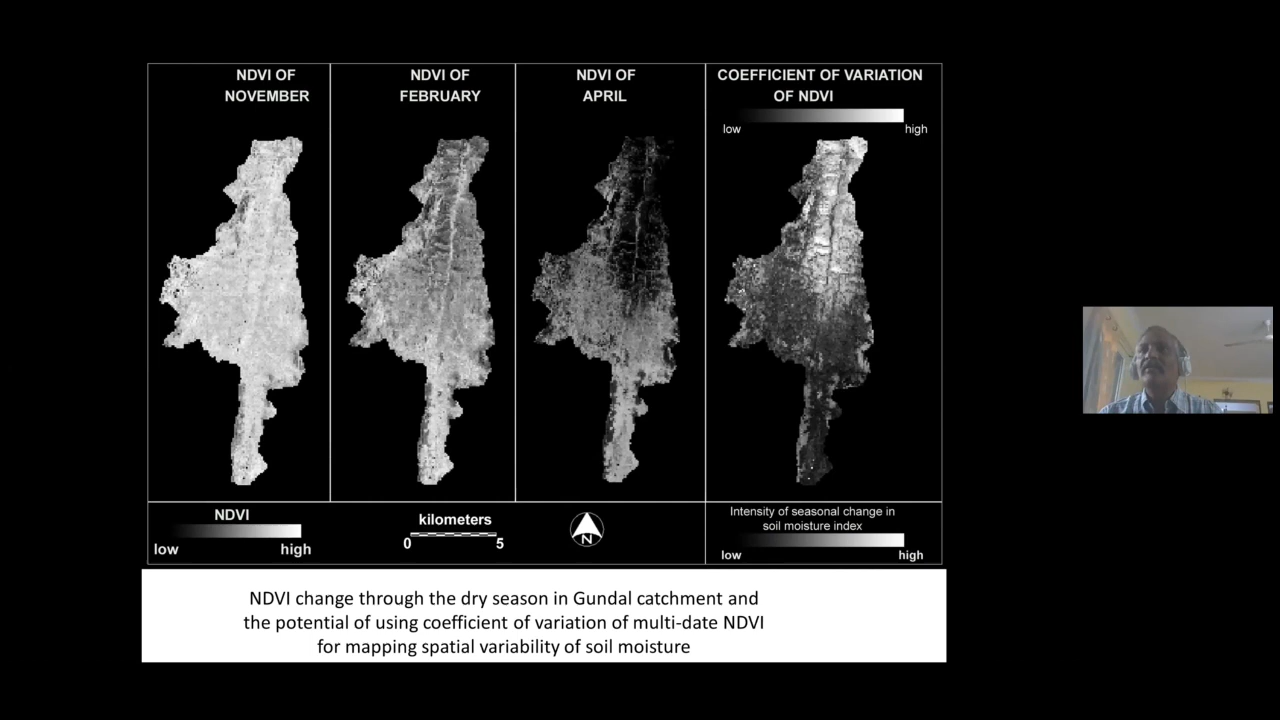 NDVI OF
NOVEMBER
NDVI OF
FEBRUARY
NDVI OF
APRIL
COEFFICIENT OF VARIATION
OF NDVI
low high
NDVI
low high
kilometers
0 5
N
Intensity of seasonal change in
soil moisture index
low high
NDVI change through the dry season in Gundal catchment and
the potential of using coefficient of variation of multi-date NDVI
for mapping spatial variability of soil moisture